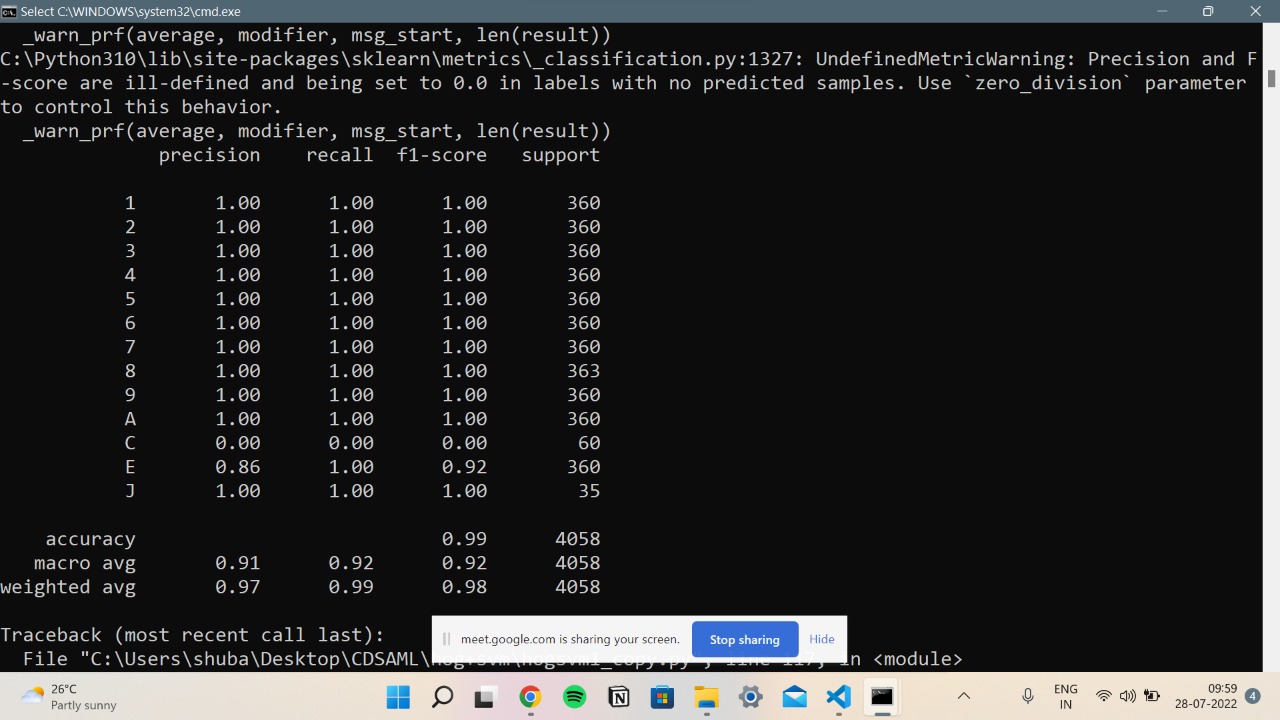 Select C:\WINDOWS\system32\cmd.exe
_warn_prf(average, modifier, msg_start, len(result))
C:\Python310\lib\site-packages\sklearn\metrics\_classification.py:1327: UndefinedMetricWarning: Precision and F
-score are ill-defined and being set to 0.0 in labels with no predicted samples. Use `zero_division` parameter
to control this behavior.
_warn_prf(average, modifier, msg_start, len(result))
precision recall f1-score support
1 1.00 1.00 1.00 360
2 1.00 1.00 1.00 360
3 1.00 1.00 1.00 360
4 1.00 1.00 1.00 360
5 1.00 1.00 1.00 360
6 1.00 1.00 1.00 360
7 1.00 1.00 1.00 360
8 1.00 1.00 1.00 363
9 1.00 1.00 1.00 360
A 1.00 1.00 1.00 360
C 0.00 0.00 0.00 60
E 0.86 1.00 0.92 360
J 1.00 1.00 1.00 35
accuracy 0.99 4058
macro avg 0.91 0.92 0.92 4058
weighted avg 0.97 0.99 0.98 4058
Traceback (most recent call last):
File "C:\Users\shuba\Desktop\CDSAML\hog+svm\hogsvm1_copy.py", line 117, in <module>
meet.google.com is sharing your screen. Stop sharing Hide
26°C
Partly sunny
ENG
IN
09:59
28-07-2022
4